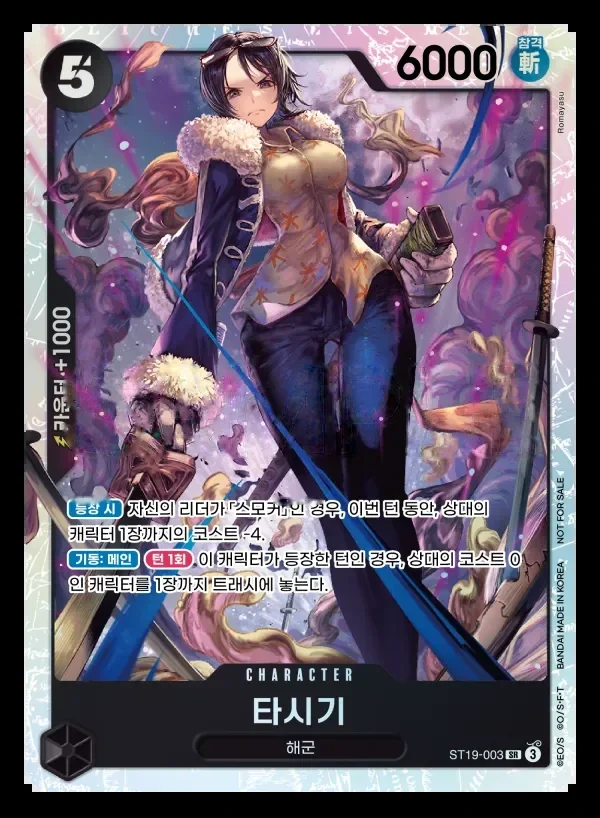 5
6000
참격
斬
Romayasu
카운터 +1000
등장 시 자신의 리더가 「스모커」인 경우, 이번 턴 동안, 상대의
캐릭터 1장까지의 코스트 -4.
기동: 메인 턴 1회 이 캐릭터가 등장한 턴인 경우, 상대의 코스트 0
인 캐릭터를 1장까지 트래시에 놓는다.
©EO/S ©O/S·F·T BANDAI MADE IN KOREA NOT FOR SALE
CHARACTER
타시기
해군
ST19-003 SR 3